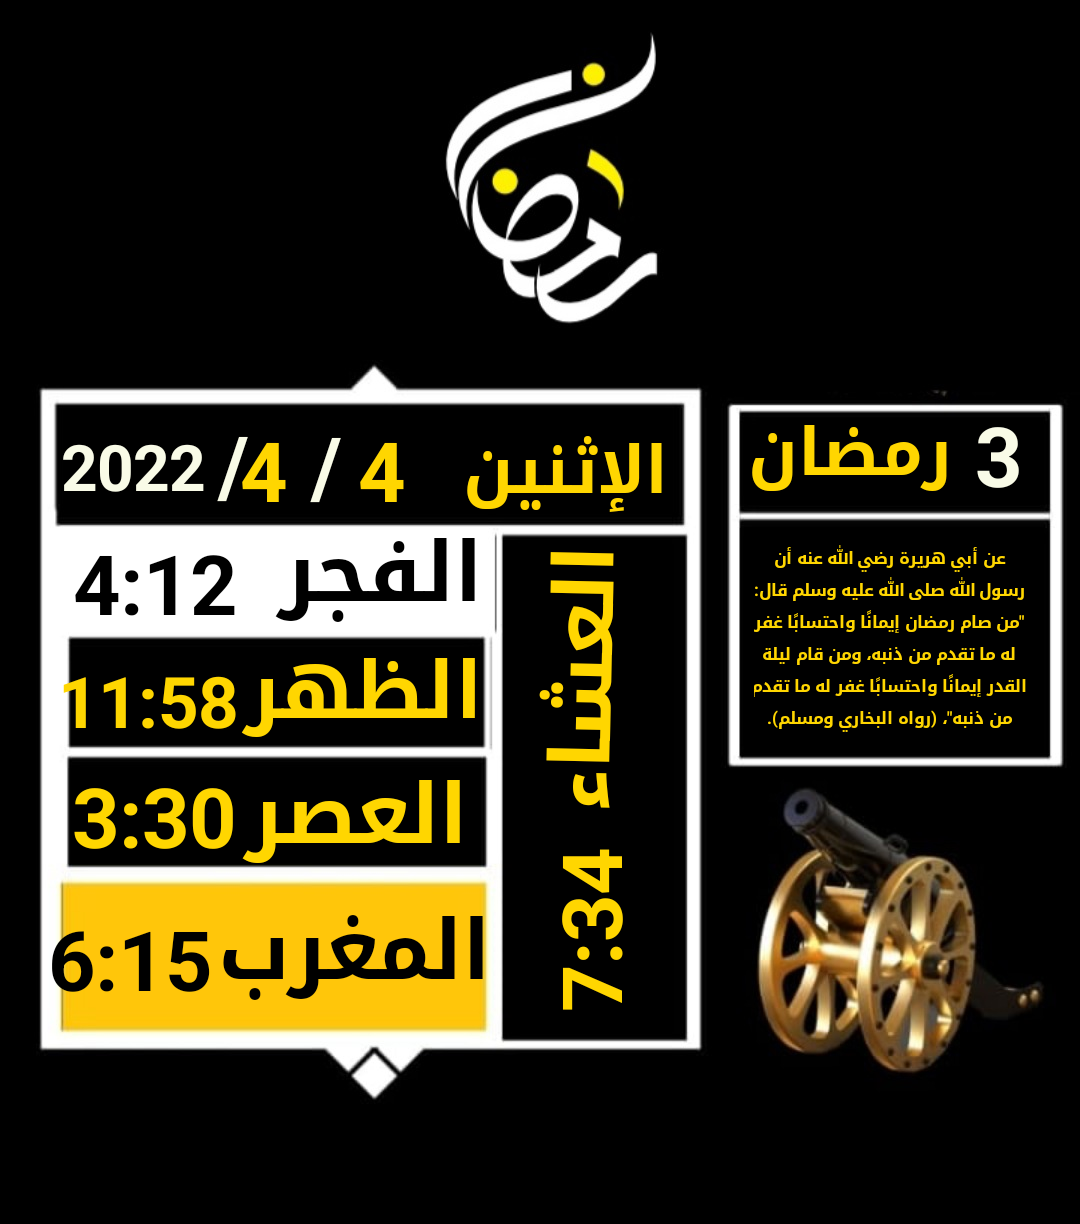 رمضان
3 رمضان
عن أبي هريرة رضي الله عنه أن
رسول الله صلى الله عليه وسلم قال:
"من صام رمضان إيمانًا واحتسابًا غفر
له ما تقدم من ذنبه، ومن قام ليلة
القدر إيمانًا واحتسابًا غفر له ما تقدم
من ذنبه"، (رواه البخاري ومسلم).
الإثنين 4 / 4/ 2022
الفجر 4:12
الظهر 11:58
العصر 3:30
المغرب 6:15
العشاء 7:34